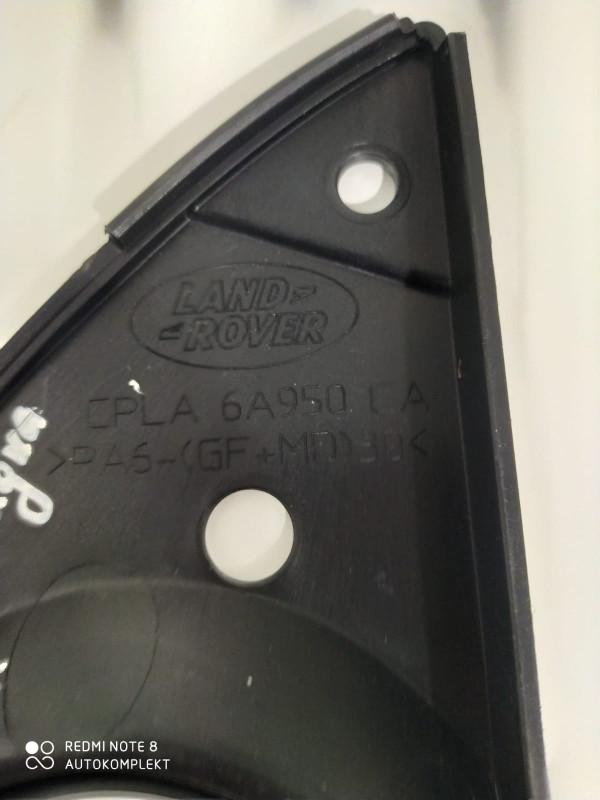 LAND
ROVER
CPLA 6A950 CA
>PA6-(GF+MD)30<
REDMI NOTE 8
AUTOKOMPLEKT